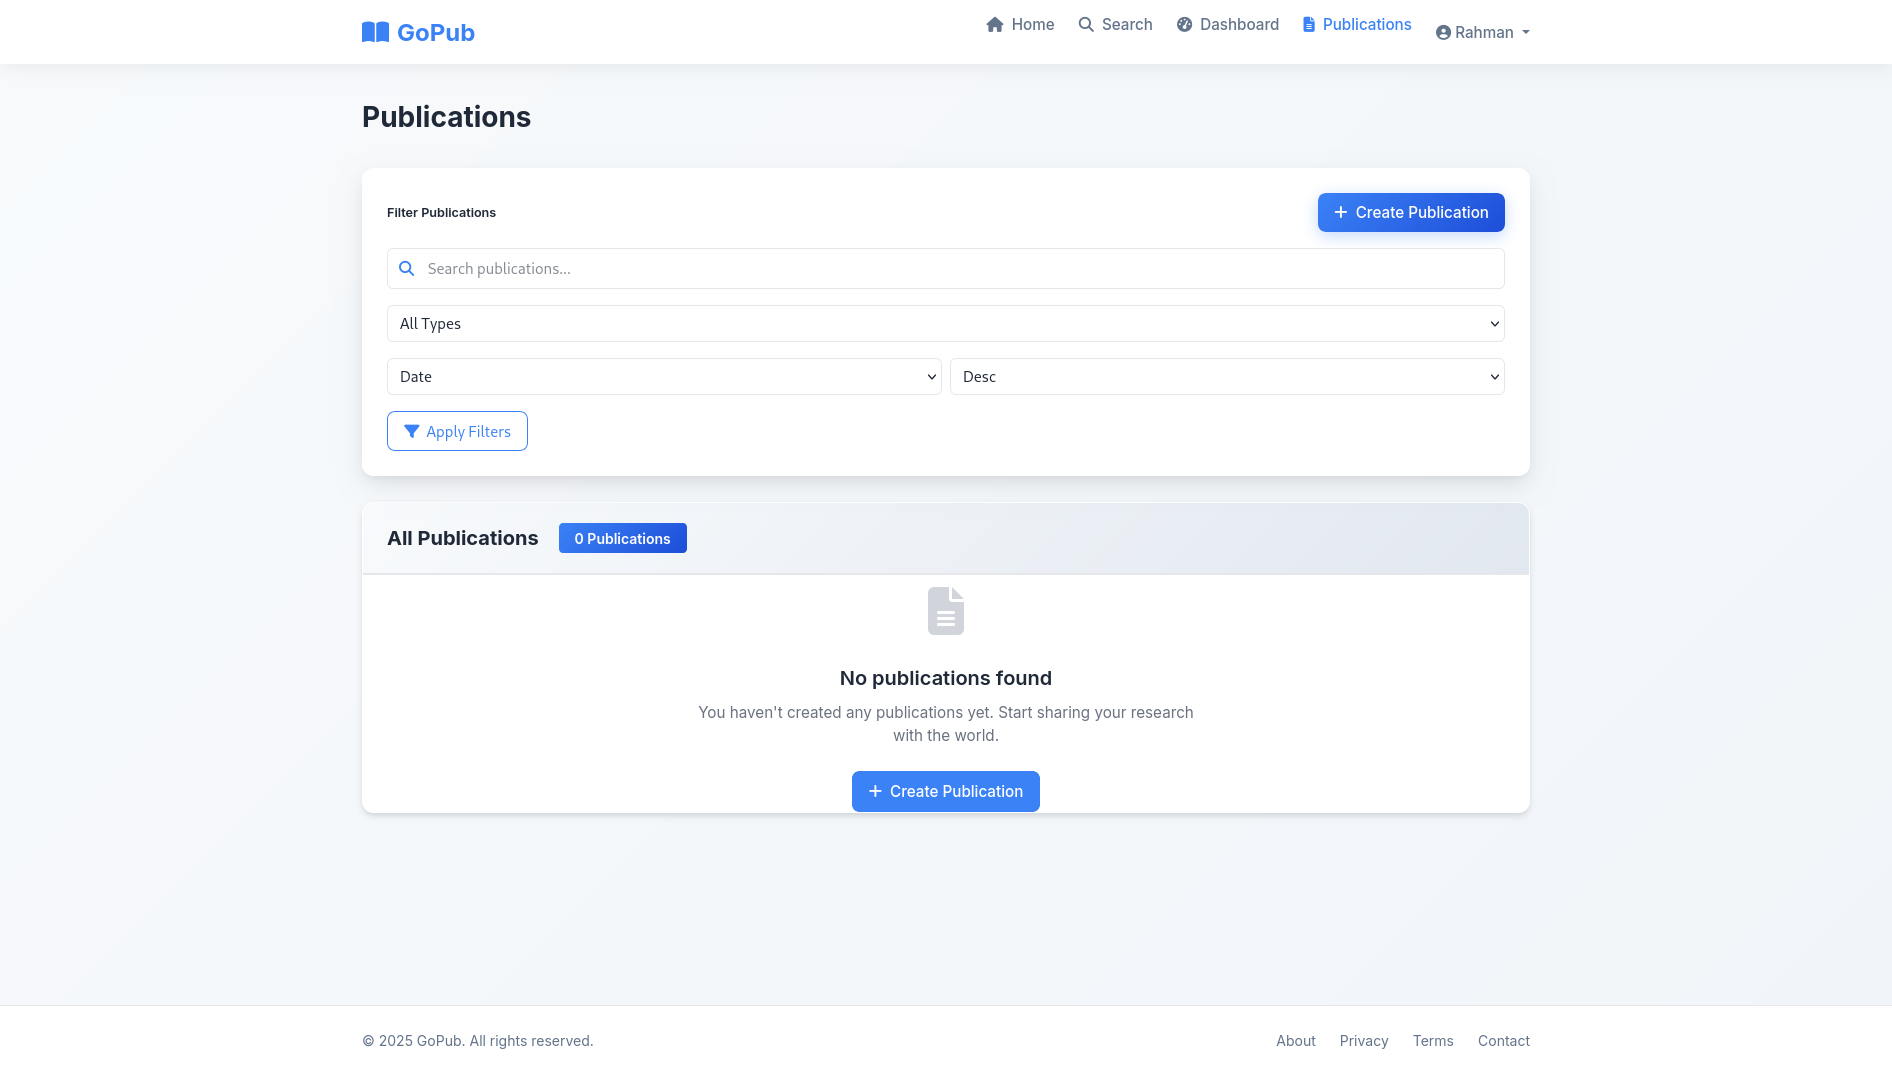 GoPub
Home
Search
Dashboard
Publications
Rahman
Publications
Filter Publications
Create Publication
Search publications...
All Types
Date
Desc
Apply Filters
All Publications
0 Publications
No publications found
You haven't created any publications yet. Start sharing your research
with the world.
Create Publication
© 2025 GoPub. All rights reserved.
About
Privacy
Terms
Contact